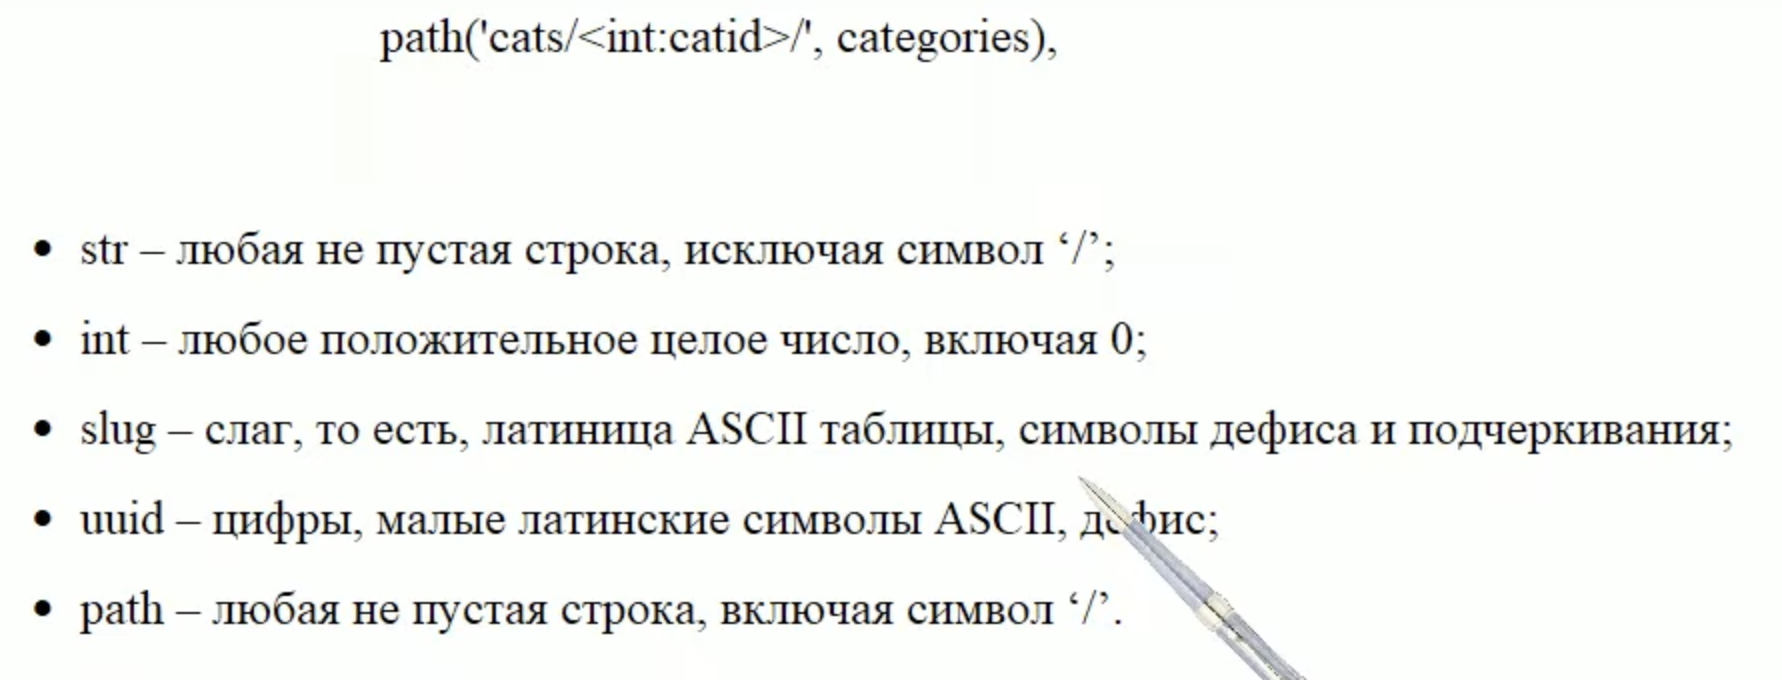 path('cats/<int:catid>/', categories),
• str – любая не пустая строка, исключая символ ‘/’;
• int – любое положительное целое число, включая 0;
• slug – слаг, то есть, латиница ASCII таблицы, символы дефиса и подчеркивания;
• uuid – цифры, малые латинские символы ASCII, дефис;
• path – любая не пустая строка, включая символ ‘/’.